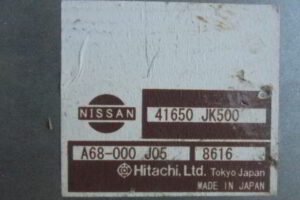 NISSAN
41650 JK500
A68-000 J05 8616
Hitachi, Ltd. Tokyo Japan
MADE IN JAPAN